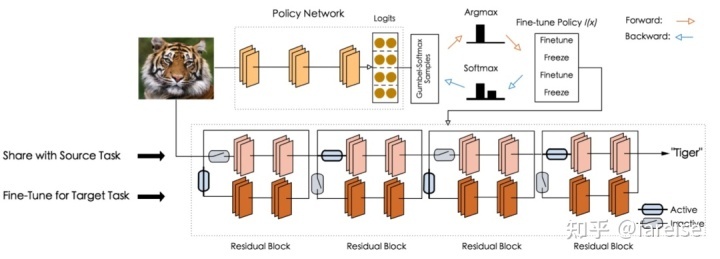 Policy Network
Logits
Gumbel-Softmax
Samples
Argmax
Softmax
Fine-tune Policy I(x)
Finetune
Freeze
Finetune
Freeze
Forward:
Backward:
Share with Source Task
Fine-Tune for Target Task
"Tiger"
Active
Inactive
Residual Block
Residual Block
Residual Block
Residual Block
知乎 @fareise